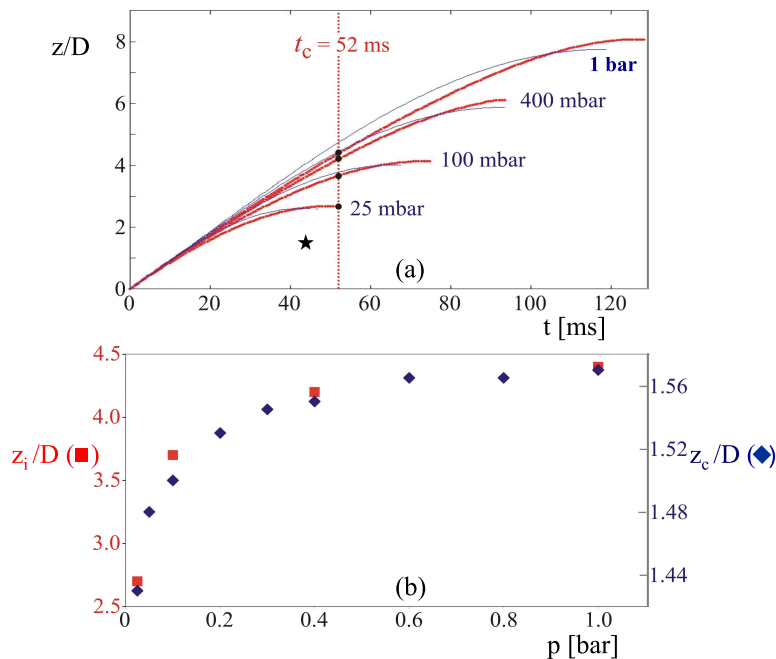 z/D
8
6
4
2
0
t_c = 52 ms
1 bar
400 mbar
100 mbar
25 mbar
★
(a)
0 20 40 60 80 100 120
t [ms]
4.5
4.0
3.5
3.0
2.5
z_i/D (■)
1.56
1.52
1.48
1.44
z_c/D (◆)
(b)
0 0.2 0.4 0.6 0.8 1.0
p [bar]